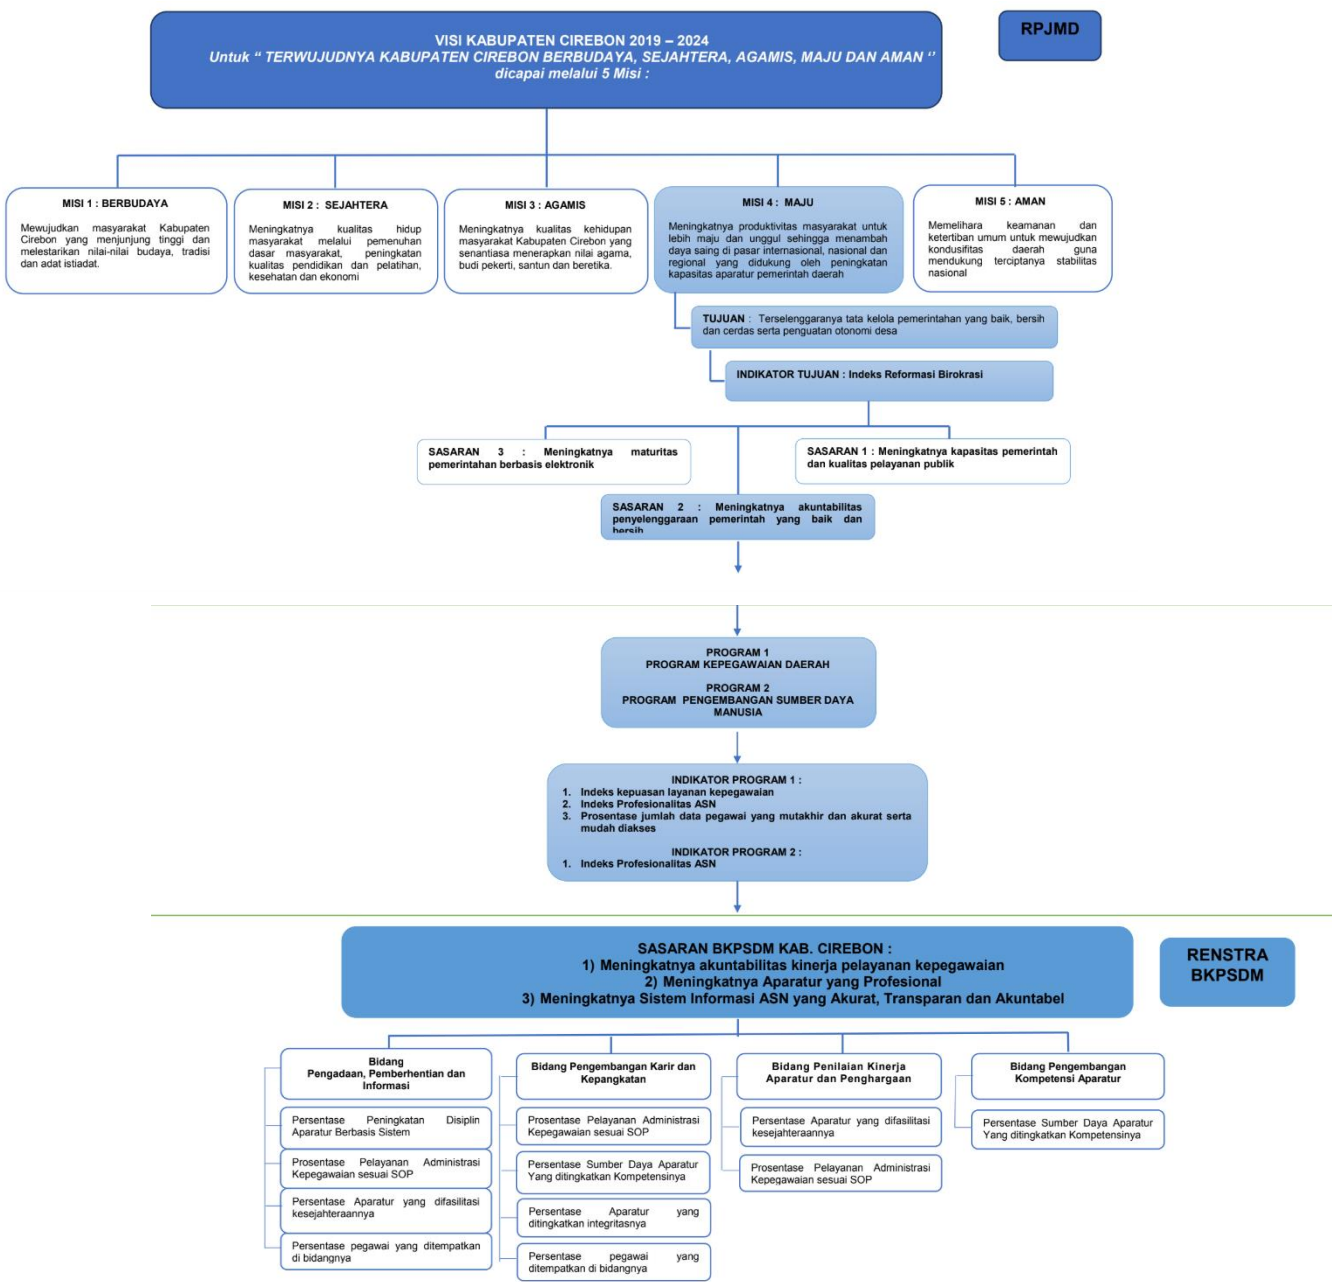 VISI KABUPATEN CIREBON 2019 – 2024
Untuk “ TERWUJUDNYA KABUPATEN CIREBON BERBUDAYA, SEJAHTERA, AGAMIS, MAJU DAN AMAN ‘’
dicapai melalui 5 Misi :
RPJMD
MISI 1 : BERBUDAYA
Mewujudkan masyarakat Kabupaten
Cirebon yang menjunjung tinggi dan
melestarikan nilai-nilai budaya, tradisi
dan adat istiadat.
MISI 2 : SEJAHTERA
Meningkatnya kualitas hidup
masyarakat melalui pemenuhan
dasar masyarakat, peningkatan
kualitas pendidikan dan pelatihan,
kesehatan dan ekonomi
MISI 3 : AGAMIS
Meningkatnya kualitas kehidupan
masyarakat Kabupaten Cirebon yang
senantiasa menerapkan nilai agama,
budi pekerti, santun dan beretika.
MISI 4 : MAJU
Meningkatnya produktivitas masyarakat untuk
lebih maju dan unggul sehingga menambah
daya saing di pasar internasional, nasional dan
regional yang didukung oleh peningkatan
kapasitas aparatur pemerintah daerah
MISI 5 : AMAN
Memelihara keamanan dan
ketertiban umum untuk mewujudkan
kondusifitas daerah guna
mendukung terciptanya stabilitas
nasional
TUJUAN : Terselenggaranya tata kelola pemerintahan yang baik, bersih
dan cerdas serta penguatan otonomi desa
INDIKATOR TUJUAN : Indeks Reformasi Birokrasi
SASARAN 3 : Meningkatnya maturitas
pemerintahan berbasis elektronik
SASARAN 1 : Meningkatnya kapasitas pemerintah
dan kualitas pelayanan publik
SASARAN 2 : Meningkatnya akuntabilitas
penyelenggaraan pemerintah yang baik dan
bersih
PROGRAM 1
PROGRAM KEPEGAWAIAN DAERAH
PROGRAM 2
PROGRAM PENGEMBANGAN SUMBER DAYA
MANUSIA
INDIKATOR PROGRAM 1 :
1. Indeks kepuasan layanan kepegawaian
2. Indeks Profesionalitas ASN
3. Prosentase jumlah data pegawai yang mutakhir dan akurat serta
mudah diakses
INDIKATOR PROGRAM 2 :
1. Indeks Profesionalitas ASN
SASARAN BKPSDM KAB. CIREBON :
1) Meningkatnya akuntabilitas kinerja pelayanan kepegawaian
2) Meningkatnya Aparatur yang Profesional
3) Meningkatnya Sistem Informasi ASN yang Akurat, Transparan dan Akuntabel
RENSTRA
BKPSDM
Bidang
Pengadaan, Pemberhentian dan
Informasi
Persentase Peningkatan Disiplin
Aparatur Berbasis Sistem
Prosentase Pelayanan Administrasi
Kepegawaian sesuai SOP
Persentase Aparatur yang difasilitasi
kesejahteraannya
Persentase pegawai yang ditempatkan
di bidangnya
Bidang Pengembangan Karir dan
Kepangkatan
Prosentase Pelayanan Administrasi
Kepegawaian sesuai SOP
Persentase Sumber Daya Aparatur
Yang ditingkatkan Kompetensinya
Persentase Aparatur yang
ditingkatkan integritasnya
Persentase pegawai yang
ditempatkan di bidangnya
Bidang Penilaian Kinerja
Aparatur dan Penghargaan
Persentase Aparatur yang difasilitasi
kesejahteraannya
Prosentase Pelayanan Administrasi
Kepegawaian sesuai SOP
Bidang Pengembangan
Kompetensi Aparatur
Persentase Sumber Daya Aparatur
Yang ditingkatkan Kompetensinya